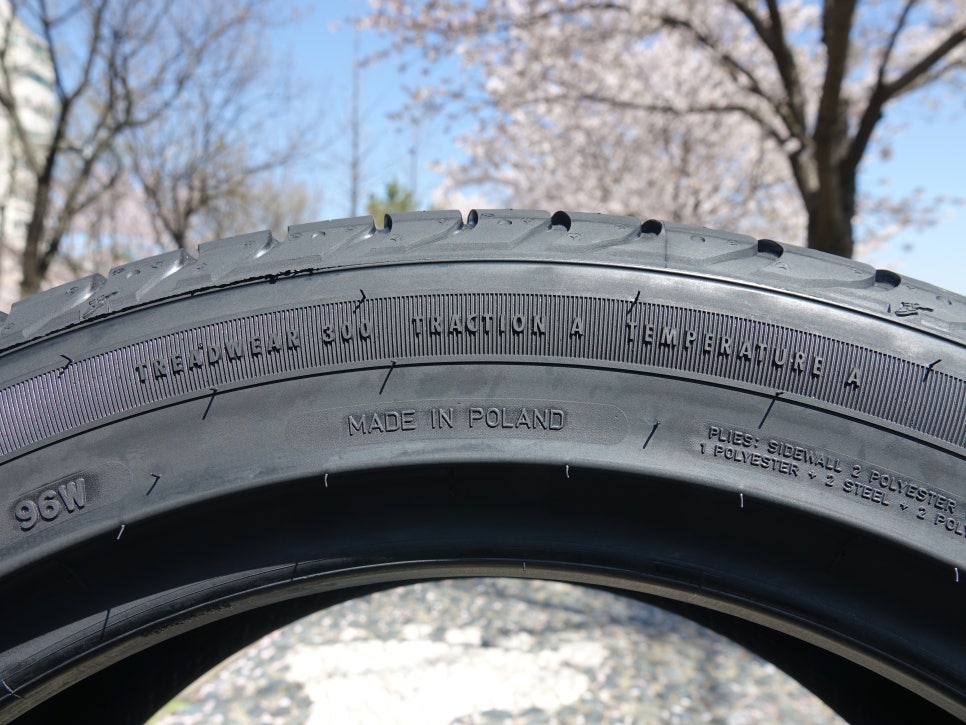 TREADWEAR 300 TRACTION A TEMPERATURE A
MADE IN POLAND
96W
PLIES: SIDEWALL 2 POLYESTER
1 POLYESTER + 2 STEEL + 2